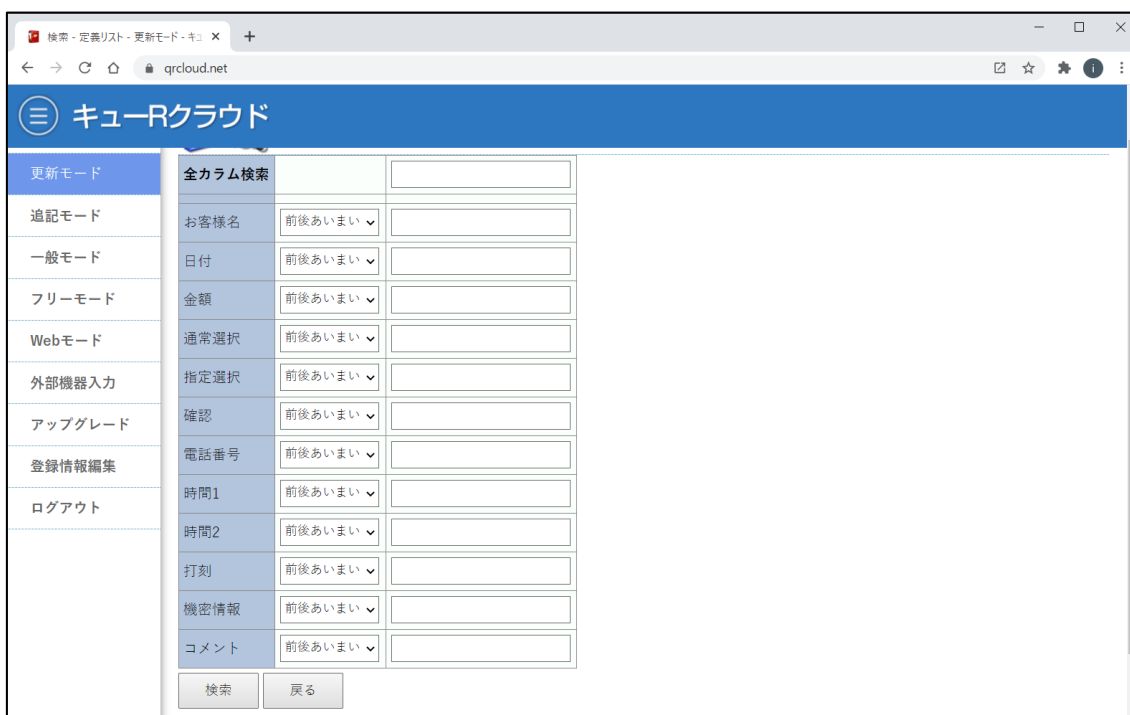 検索 - 定義リスト - 更新モード - キュ
qrcloud.net
i
キューRクラウド
更新モード
追記モード
一般モード
フリーモード
Webモード
外部機器入力
アップグレード
登録情報編集
ログアウト
全カラム検索
お客様名 前後あいまい
日付 前後あいまい
金額 前後あいまい
通常選択 前後あいまい
指定選択 前後あいまい
確認 前後あいまい
電話番号 前後あいまい
時間1 前後あいまい
時間2 前後あいまい
打刻 前後あいまい
機密情報 前後あいまい
コメント 前後あいまい
検索 戻る